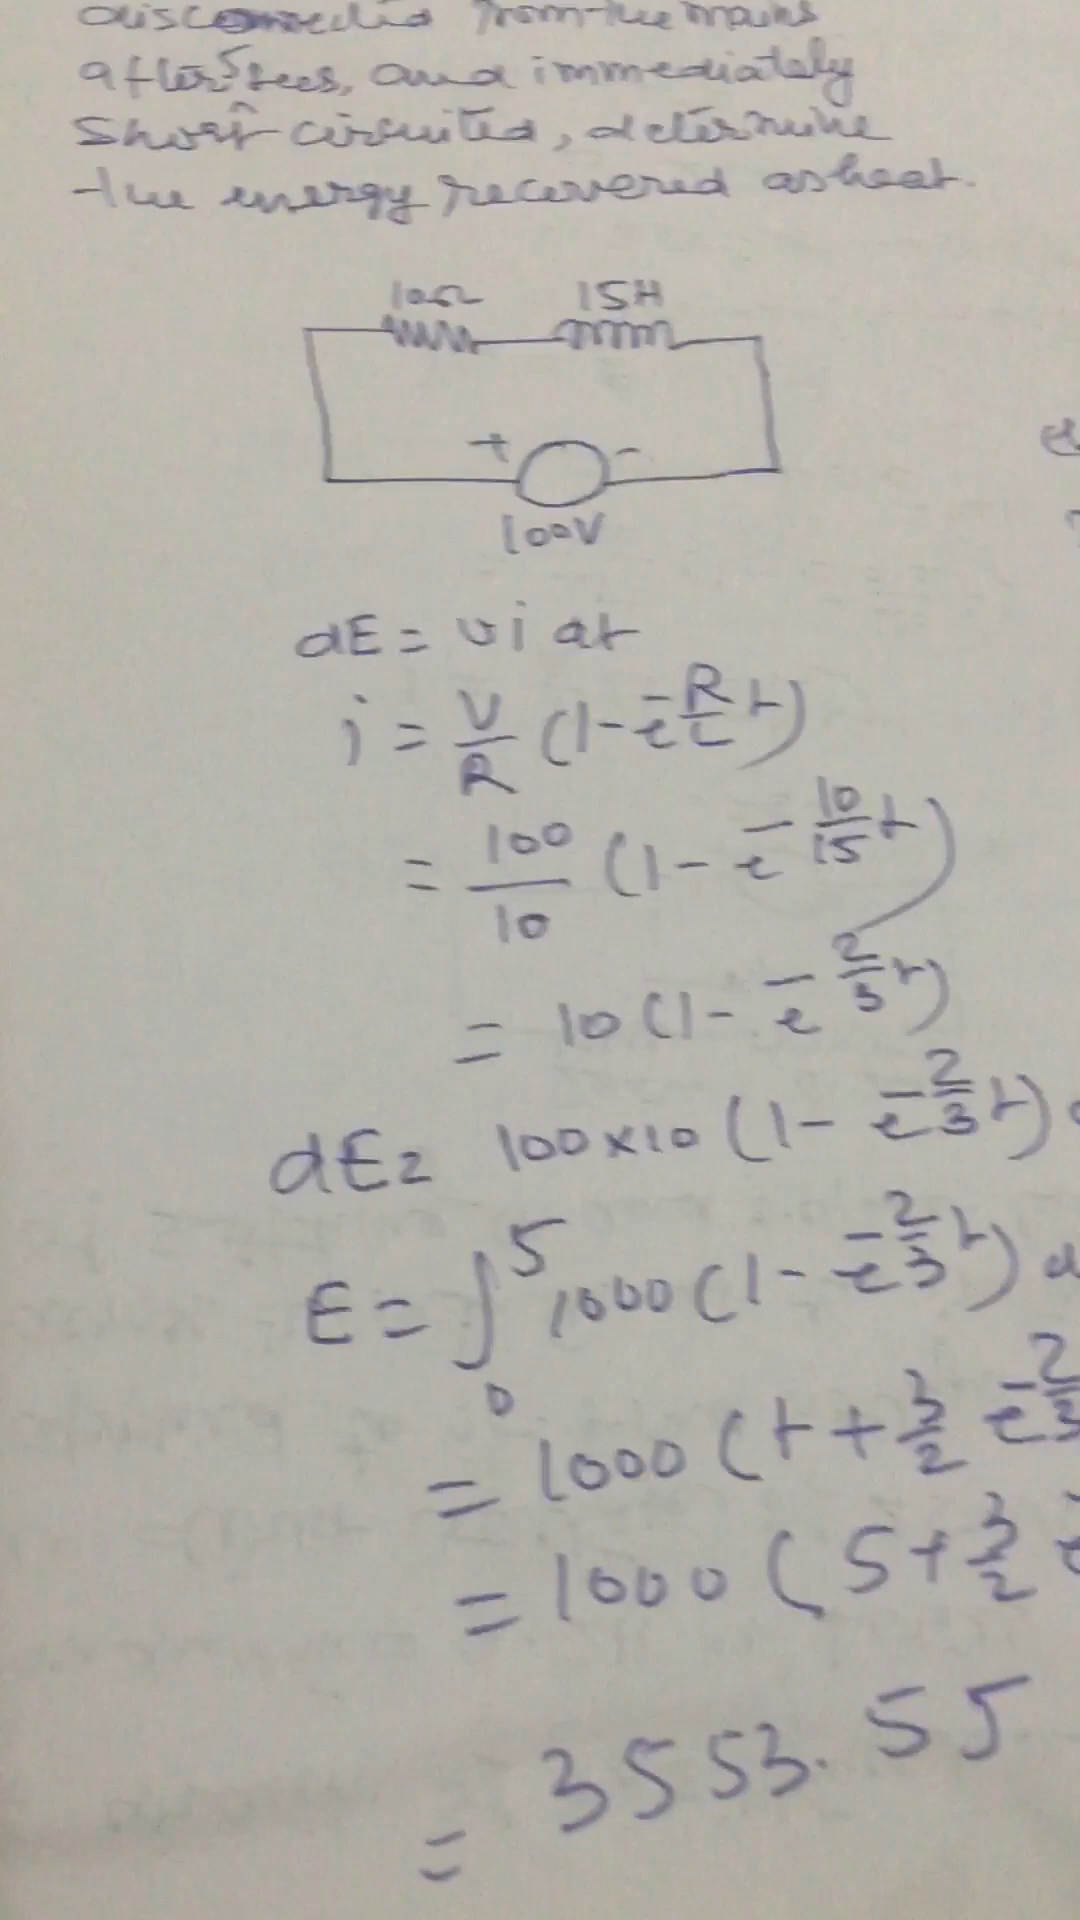 disconnected from the mains
after 5 secs, and immediately
short circuited, determine
the energy recovered as heat.
10Ω 15H
+ -
100V
dE = vi dt
i = V/R (1 - e^-R/L t)
= 100/10 (1 - e^-10/15 t)
= 10 (1 - e^-2/3 t)
dE = 100×10 (1 - e^-2/3 t)
E = ∫₀⁵ 1000 (1 - e^-2/3 t) d
= 1000 (t + 3/2 e^-2/3
= 1000 (5 + 3/2 e
= 3553.55